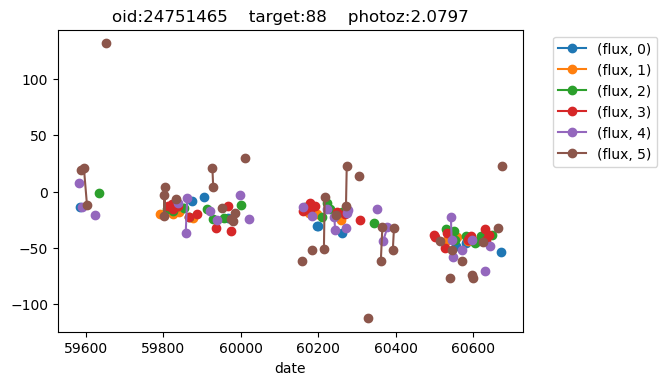 oid:24751465    target:88    photoz:2.0797
(flux, 0)
(flux, 1)
(flux, 2)
(flux, 3)
(flux, 4)
(flux, 5)
100
50
0
−50
−100
59600 59800 60000 60200 60400 60600
date